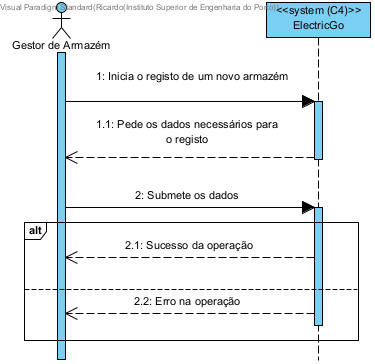 Visual Paradigm Standard(Ricardo(Instituto Superior de Engenharia do Porto))
<<system (C4)>>
ElectricGo
Gestor de Armazém
1: Inicia o registo de um novo armazém
1.1: Pede os dados necessários para
o registo
2: Submete os dados
alt
2.1: Sucesso da operação
2.2: Erro na operação